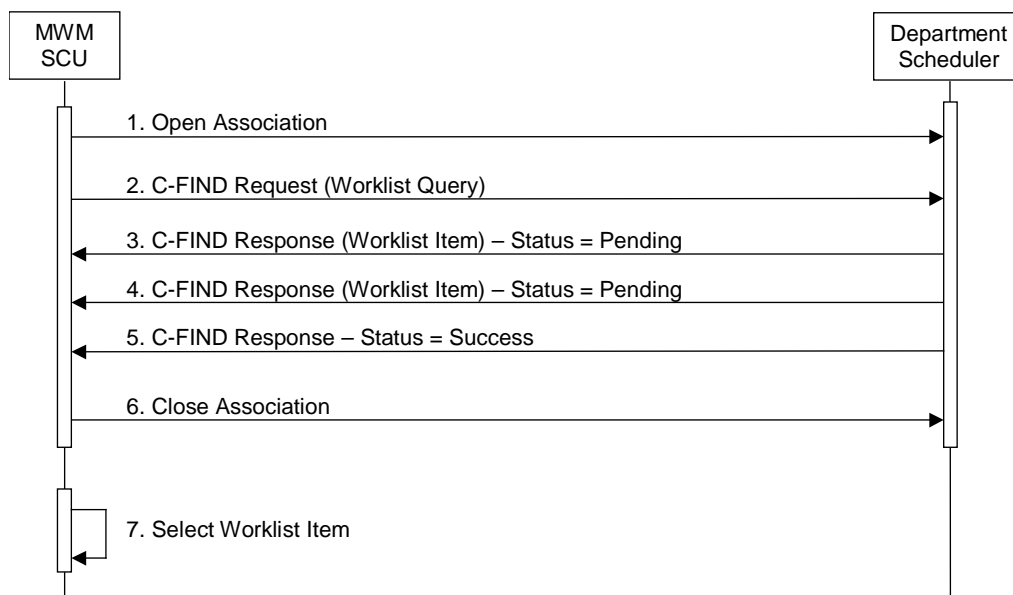 MWM
SCU
Department
Scheduler
1. Open Association
2. C-FIND Request (Worklist Query)
3. C-FIND Response (Worklist Item) – Status = Pending
4. C-FIND Response (Worklist Item) – Status = Pending
5. C-FIND Response – Status = Success
6. Close Association
7. Select Worklist Item